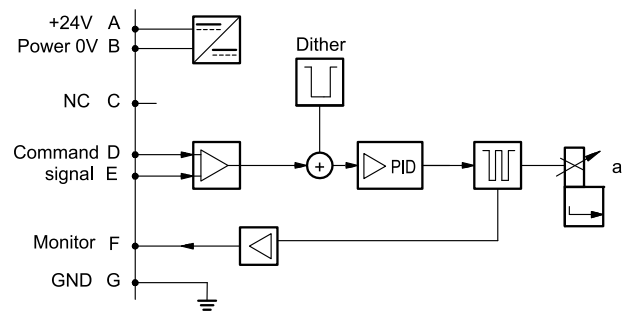 +24V A
Power 0V B
Dither
NC C
Command D
signal E
PID
a
Monitor F
GND G